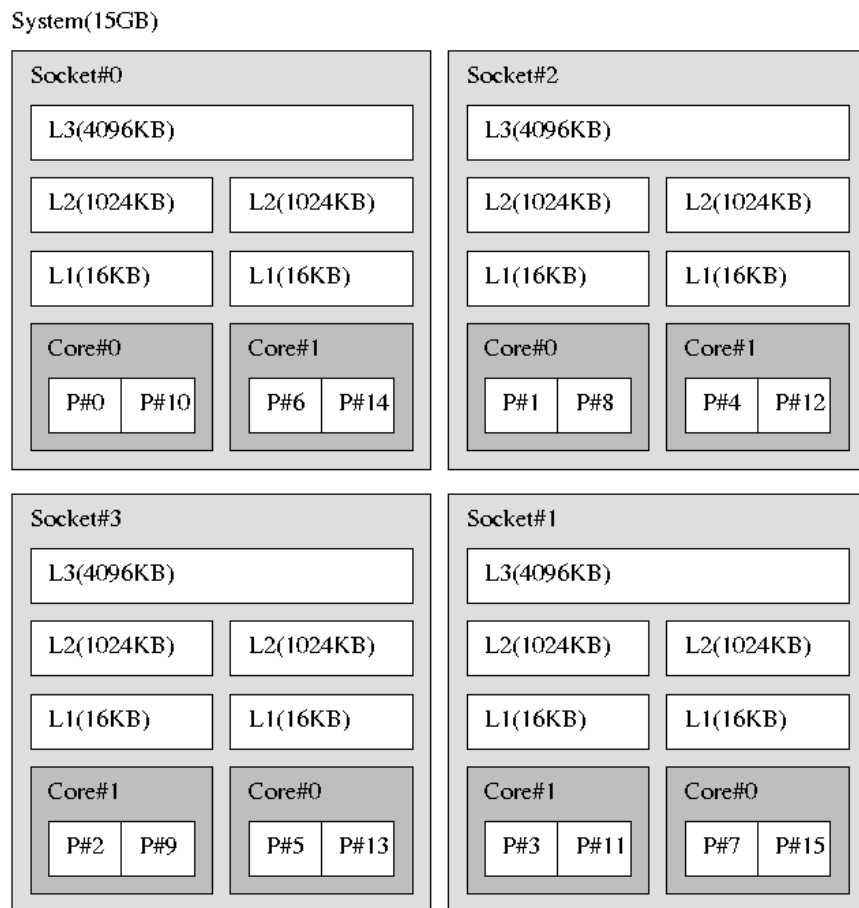 System(15GB)
Socket#0
L3(4096KB)
L2(1024KB) L2(1024KB)
L1(16KB) L1(16KB)
Core#0 Core#1
P#0 P#10 P#6 P#14
Socket#2
L3(4096KB)
L2(1024KB) L2(1024KB)
L1(16KB) L1(16KB)
Core#0 Core#1
P#1 P#8 P#4 P#12
Socket#3
L3(4096KB)
L2(1024KB) L2(1024KB)
L1(16KB) L1(16KB)
Core#1 Core#0
P#2 P#9 P#5 P#13
Socket#1
L3(4096KB)
L2(1024KB) L2(1024KB)
L1(16KB) L1(16KB)
Core#1 Core#0
P#3 P#11 P#7 P#15